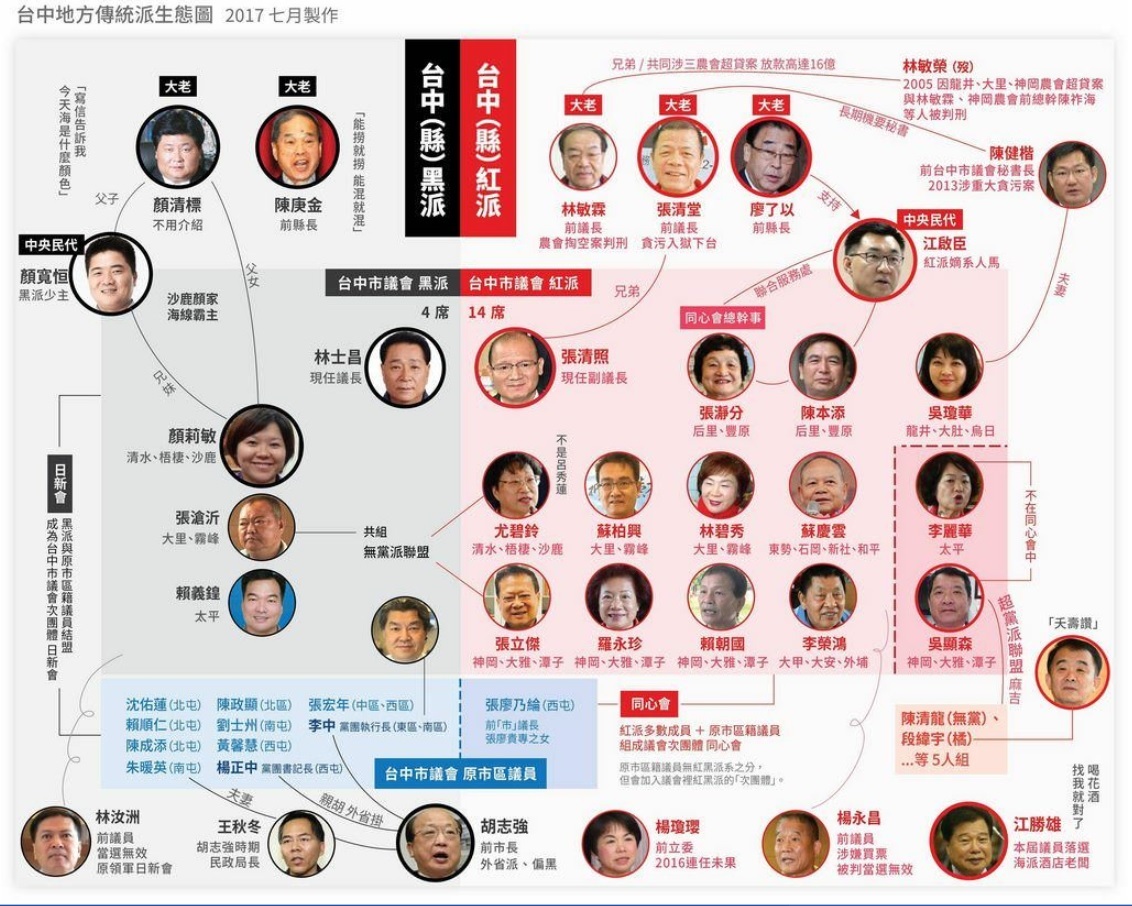 台中地方傳統派生態圖 2017 七月製作
台中(縣)黑派
台中(縣)紅派
「寫信告訴我
今天海是什麼顏色」
大老
顏清標
不用介紹
大老
陳庚金
前縣長
「能撈就撈 能混就混」
父子
父女
中央民代
顏寬恒
黑派少主
沙鹿顏家
海線霸主
兄妹
兄弟 / 共同涉三農會超貸案 放款高達16億
大老
林敏霖
前議長
農會掏空案判刑
大老
張清堂
前議長
貪污入獄下台
大老
廖了以
前縣長
林敏榮 (歿)
2005 因龍井、大里、神岡農會超貸案
與林敏霖、神岡農會前總幹陳祚海
等人被判刑
長期機要秘書
陳健楷
前台中市議會秘書長
2013涉重大貪污案
支持
中央民代
江啟臣
紅派嫡系人馬
聯合服務處
夫妻
兄弟
台中市議會 黑派
4 席
台中市議會 紅派
14 席
林士昌
現任議長
張清照
現任副議長
同心會總幹事
張瀞分
后里、豐原
陳本添
后里、豐原
吳瓊華
龍井、大肚、烏日
顏莉敏
清水、梧棲、沙鹿
張滄沂
大里、霧峰
賴義鍠
太平
共組
無黨派聯盟
日新會
黑派與原市區籍議員結盟
成為台中市議會次團體 日新會
不是呂秀蓮
尤碧鈴
清水、梧棲、沙鹿
蘇柏興
大里、霧峰
林碧秀
大里、霧峰
蘇慶雲
東勢、石岡、新社、和平
李麗華
太平
不在同心會中
張立傑
神岡、大雅、潭子
羅永珍
神岡、大雅、潭子
賴朝國
神岡、大雅、潭子
李榮鴻
大甲、大安、外埔
吳顯森
神岡、大雅、潭子
超黨派聯盟 麻吉
「夭壽讚」
沈佑蓮(北屯) 陳政顯(北區) 張宏年(中區、西區)
賴順仁(北屯) 劉士州(南屯) 李中 黨團執行長(東區、南區)
陳成添(北屯) 黃馨慧(西屯)
朱暖英(南屯) 楊正中 黨團書記長(西屯)
張廖乃綸(西屯)
前「市」議長
張廖貴專之女
台中市議會 原市區議員
同心會
紅派多數成員 + 原市區籍議員
組成議會次團體 同心會
原市區籍議員無紅黑派系之分,
但會加入議會裡紅黑派的「次團體」。
陳清龍(無黨)、
段緯宇(橘)
...等 5人組
喝花酒
找我就對了
夫妻
親胡 外省掛
林汝洲
前議員
當選無效
原領軍日新會
王秋冬
胡志強時期
民政局長
胡志強
前市長
外省派、偏黑
楊瓊瓔
前立委
2016連任未果
楊永昌
前議員
涉嫌買票
被判當選無效
江勝雄
本屆議員落選
海派酒店老闆